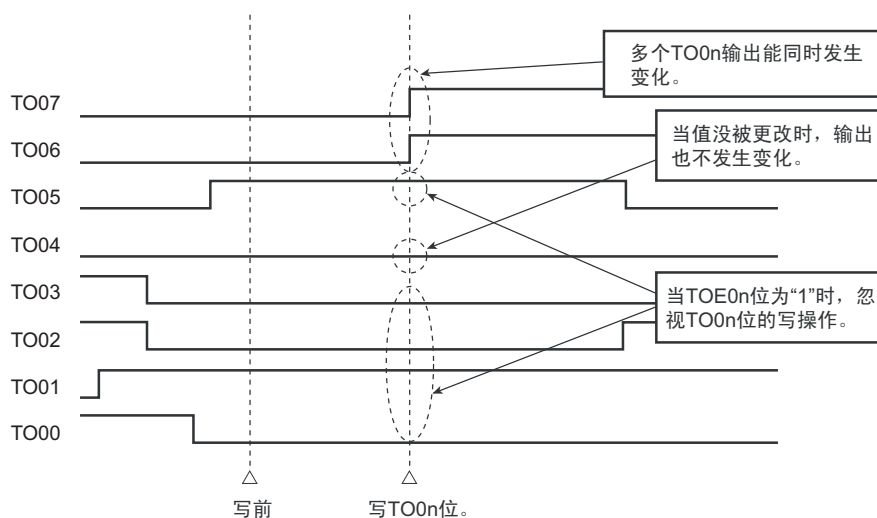 多个TO0n输出能同时发生
变化。
TO07
当值没被更改时，输出
也不发生变化。
TO06
TO05
TO04
TO03
当TOE0n位为“1”时，忽
视TO0n位的写操作。
TO02
TO01
TO00
写前
写TO0n位。